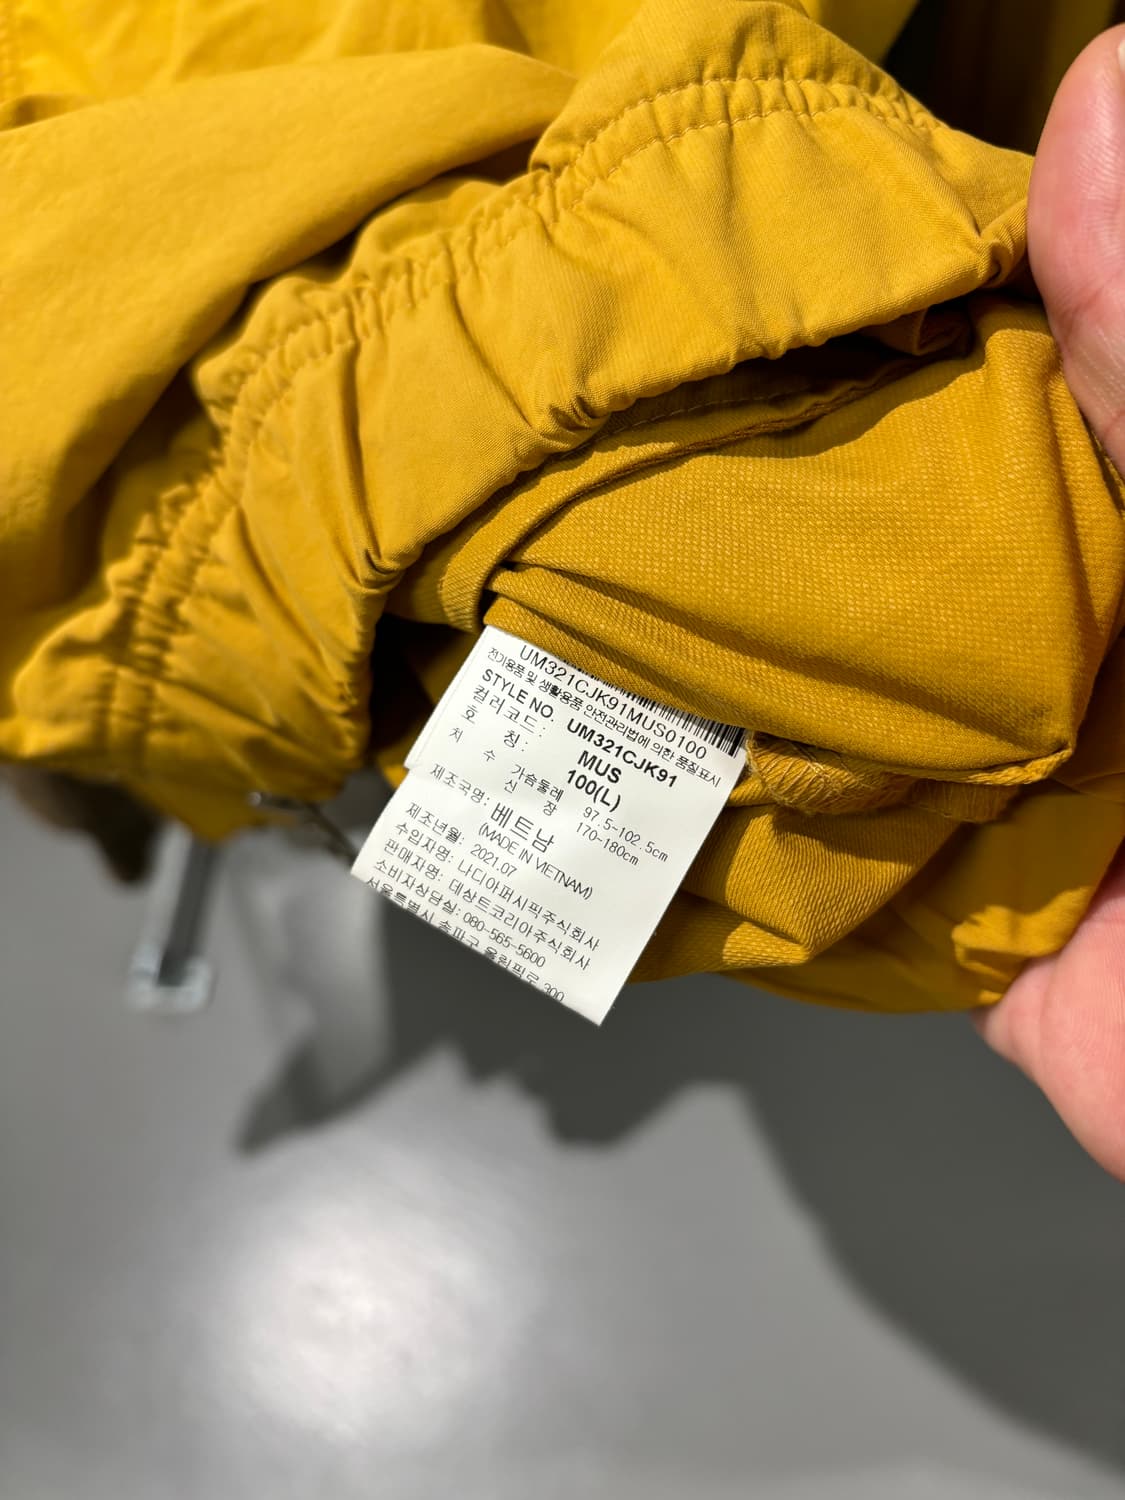 UM321CJK91MUS0100
전기용품 및 생활용품 안전관리법에 의한 품질표시
STYLE NO. UM321CJK91
컬러코드: MUS
호 칭: 100(L)
치 수 가슴둘레 97.5-102.5cm
신 장 170-180cm
제조국명: 베트남
(MADE IN VIETNAM)
제조년월: 2021.07
수입자명: 나디아퍼시픽주식회사
판매자명: 데상트코리아주식회사
소비자상담실: 080-565-5600
서울특별시 송파구 올림픽로 300